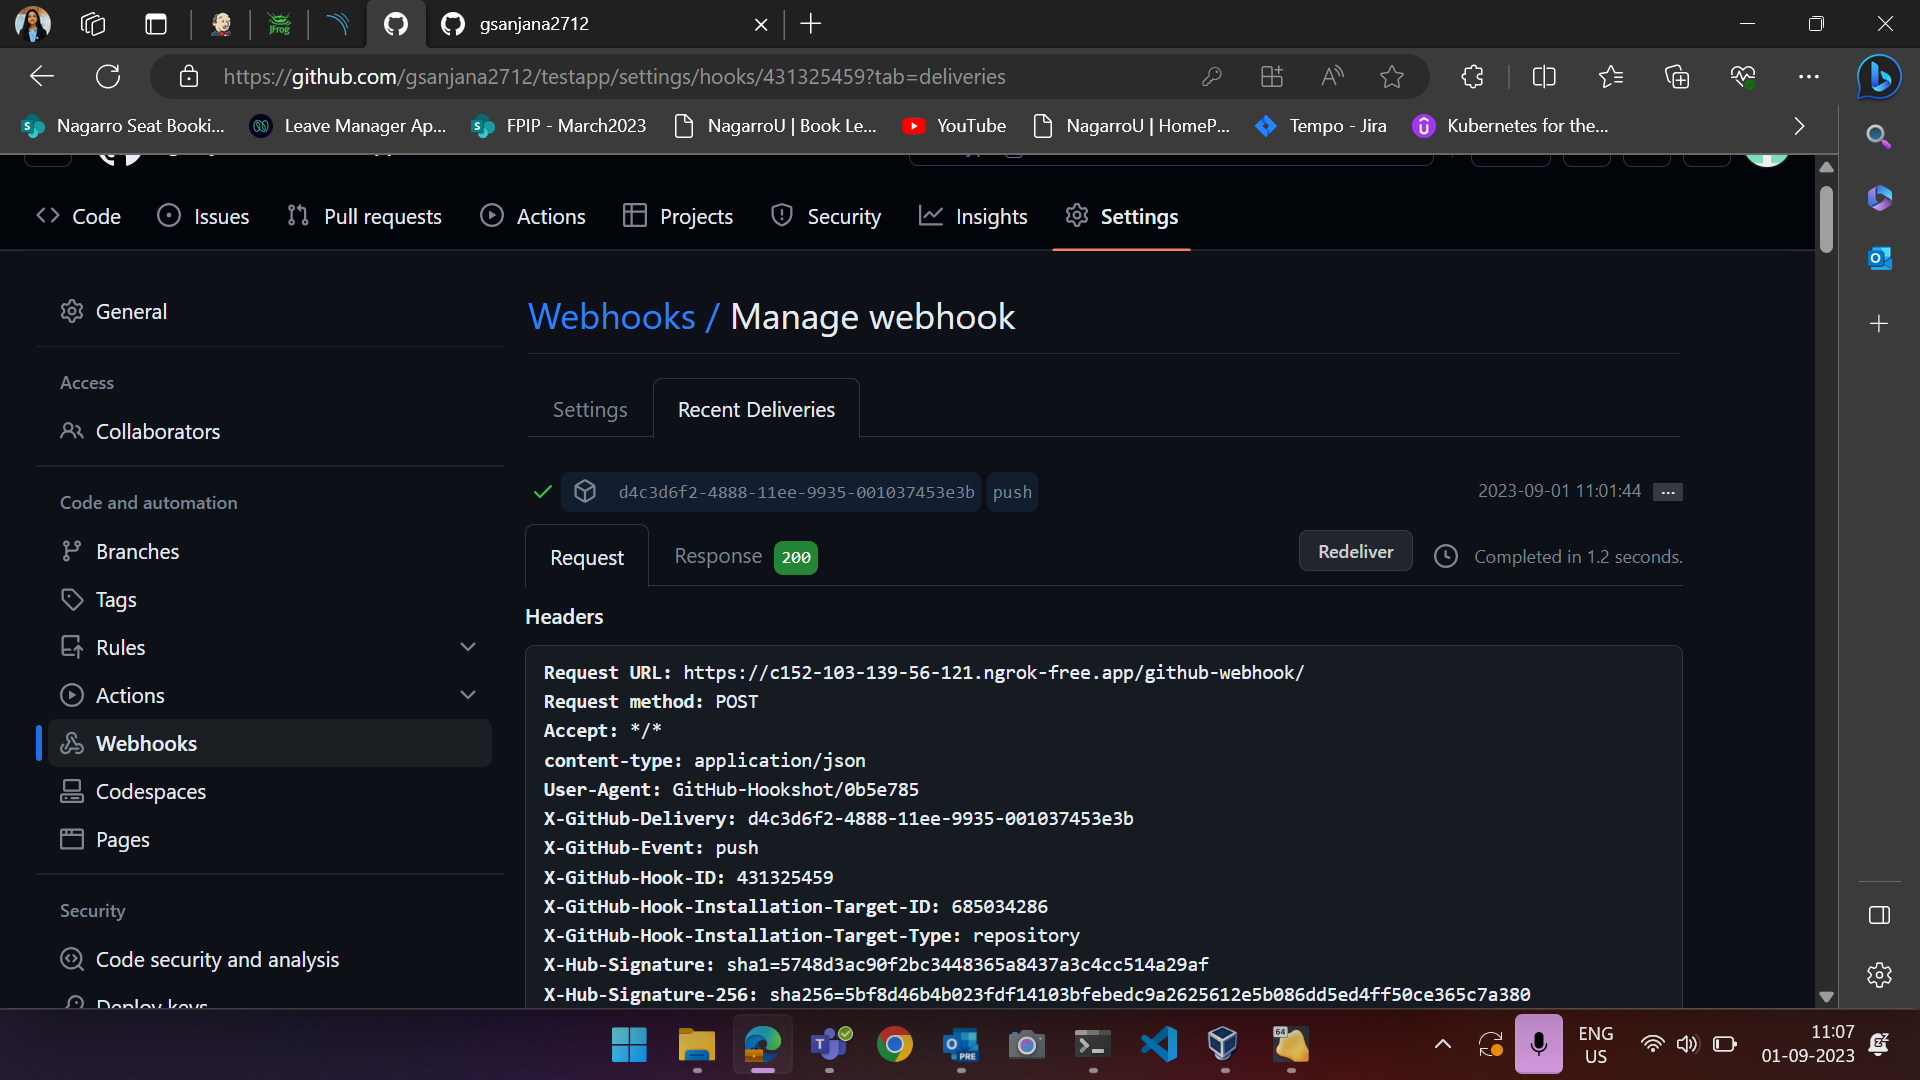 gsanjana2712
https://github.com/gsanjana2712/testapp/settings/hooks/431325459?tab=deliveries
Nagarro Seat Booki...
Leave Manager Ap...
FPIP - March2023
NagarroU | Book Le...
YouTube
NagarroU | HomeP...
Tempo - Jira
Kubernetes for the...
Code
Issues
Pull requests
Actions
Projects
Security
Insights
Settings
General
Access
Collaborators
Code and automation
Branches
Tags
Rules
Actions
Webhooks
Codespaces
Pages
Security
Code security and analysis
Deploy keys
Webhooks / Manage webhook
Settings
Recent Deliveries
d4c3d6f2-4888-11ee-9935-001037453e3b
push
2023-09-01 11:01:44
...
Request
Response 200
Redeliver
Completed in 1.2 seconds.
Headers
Request URL: https://c152-103-139-56-121.ngrok-free.app/github-webhook/
Request method: POST
Accept: */*
content-type: application/json
User-Agent: GitHub-Hookshot/0b5e785
X-GitHub-Delivery: d4c3d6f2-4888-11ee-9935-001037453e3b
X-GitHub-Event: push
X-GitHub-Hook-ID: 431325459
X-GitHub-Hook-Installation-Target-ID: 685034286
X-GitHub-Hook-Installation-Target-Type: repository
X-Hub-Signature: sha1=5748d3ac90f2bc3448365a8437a3c4cc514a29af
X-Hub-Signature-256: sha256=5bf8d46b4b023fdf14103bfebedc9a2625612e5b086dd5ed4ff50ce365c7a380
JFrog
PRE
64
ENG
US
11:07
01-09-2023